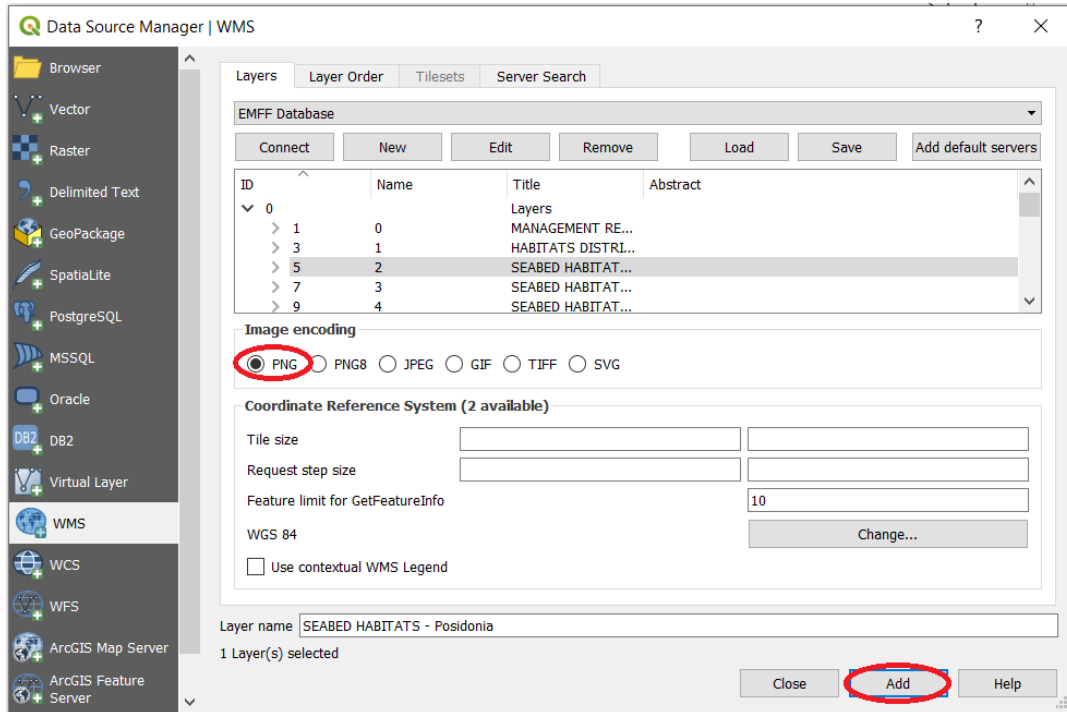 Data Source Manager | WMS
?
Browser
Vector
Raster
Delimited Text
GeoPackage
SpatiaLite
PostgreSQL
MSSQL
Oracle
DB2 DB2
Virtual Layer
WMS
WCS
WFS
ArcGIS Map Server
ArcGIS Feature
Server
Layers Layer Order Tilesets Server Search
EMFF Database
Connect New Edit Remove Load Save Add default servers
ID Name Title Abstract
0 Layers
1 0 MANAGEMENT RE...
3 1 HABITATS DISTRI...
5 2 SEABED HABITAT...
7 3 SEABED HABITAT...
9 4 SEABED HABITAT...
Image encoding
PNG PNG8 JPEG GIF TIFF SVG
Coordinate Reference System (2 available)
Tile size
Request step size
Feature limit for GetFeatureInfo 10
WGS 84 Change...
Use contextual WMS Legend
Layer name SEABED HABITATS - Posidonia
1 Layer(s) selected
Close Add Help